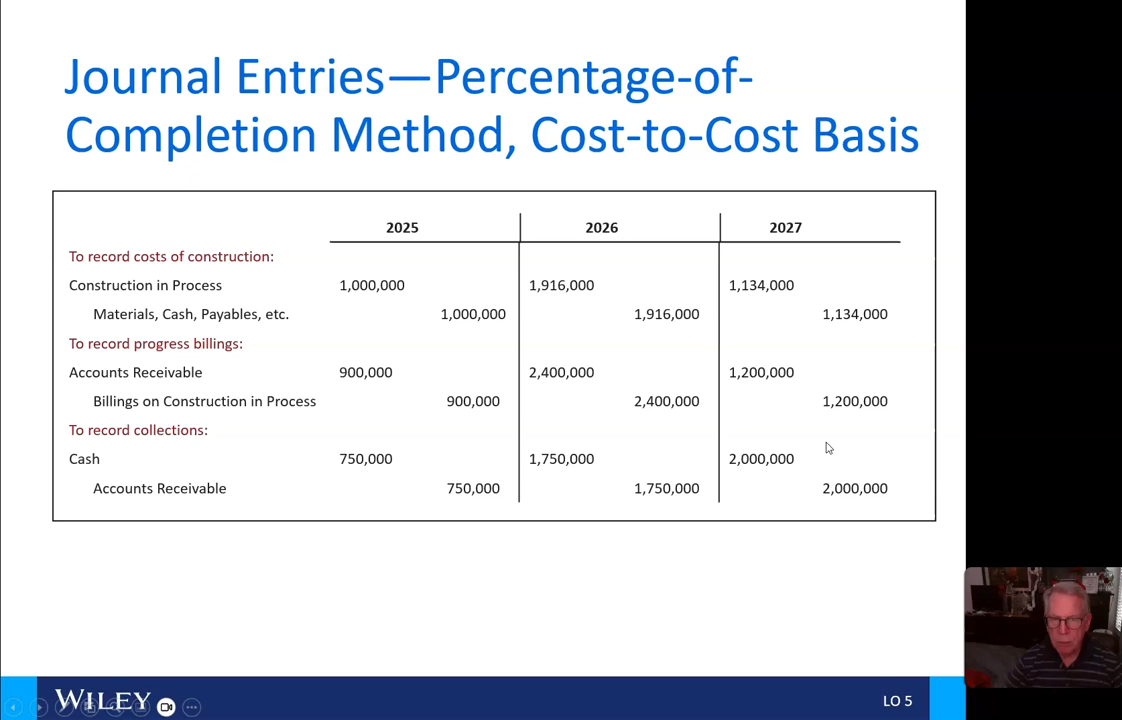 Journal Entries—Percentage-of-
Completion Method, Cost-to-Cost Basis
2025 2026 2027
To record costs of construction:
Construction in Process 1,000,000 1,916,000 1,134,000
Materials, Cash, Payables, etc. 1,000,000 1,916,000 1,134,000
To record progress billings:
Accounts Receivable 900,000 2,400,000 1,200,000
Billings on Construction in Process 900,000 2,400,000 1,200,000
To record collections:
Cash 750,000 1,750,000 2,000,000
Accounts Receivable 750,000 1,750,000 2,000,000
WILEY LO 5